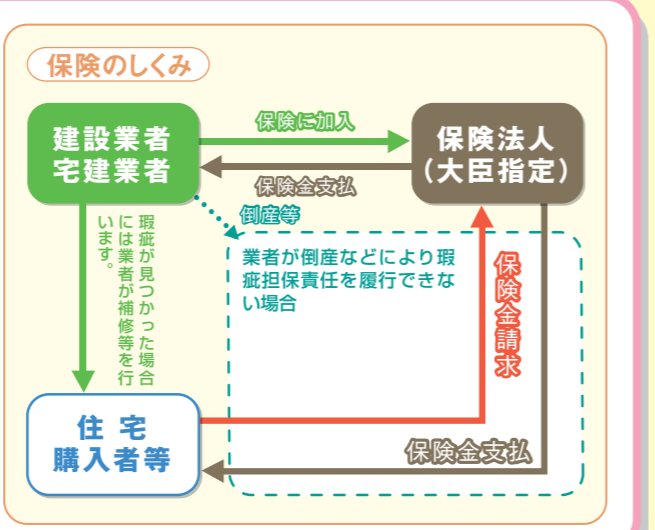 保険のしくみ
建設業者
宅建業者
保険に加入
保険金支払
保険法人
(大臣指定)
倒産等
瑕疵が見つかった場合
には業者が補修等を行
います。
業者が倒産などにより瑕
疵担保責任を履行できな
い場合
保険金請求
住宅
購入者等
保険金支払